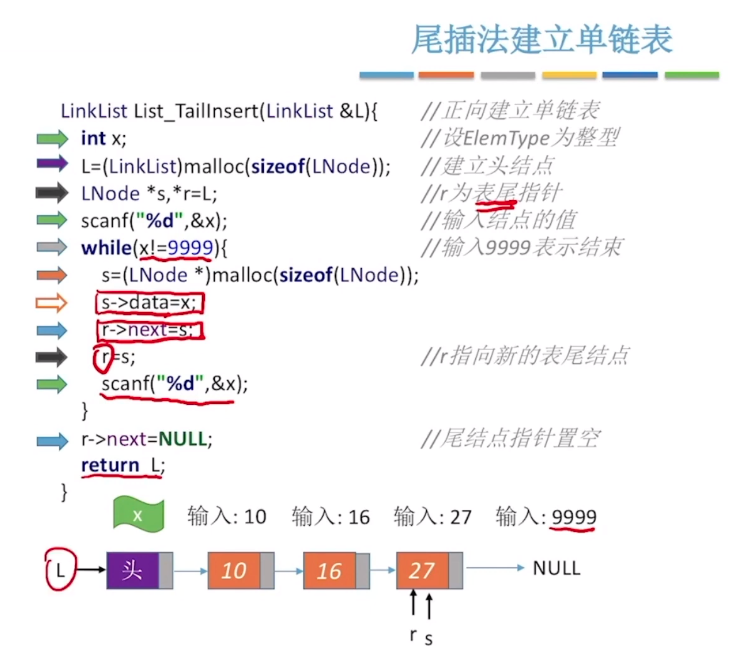 尾插法建立单链表
LinkList List_TailInsert(LinkList &L){ //正向建立单链表
int x; //设ElemType为整型
L=(LinkList)malloc(sizeof(LNode)); //建立头结点
LNode *s,*r=L; //r为表尾指针
scanf("%d",&x); //输入结点的值
while(x!=9999){ //输入9999表示结束
s=(LNode *)malloc(sizeof(LNode));
s->data=x;
r->next=s;
r=s; //r指向新的表尾结点
scanf("%d",&x);
}
r->next=NULL; //尾结点指针置空
return L;
}
x 输入: 10 输入: 16 输入: 27 输入: 9999
L 头 10 16 27 NULL
r s